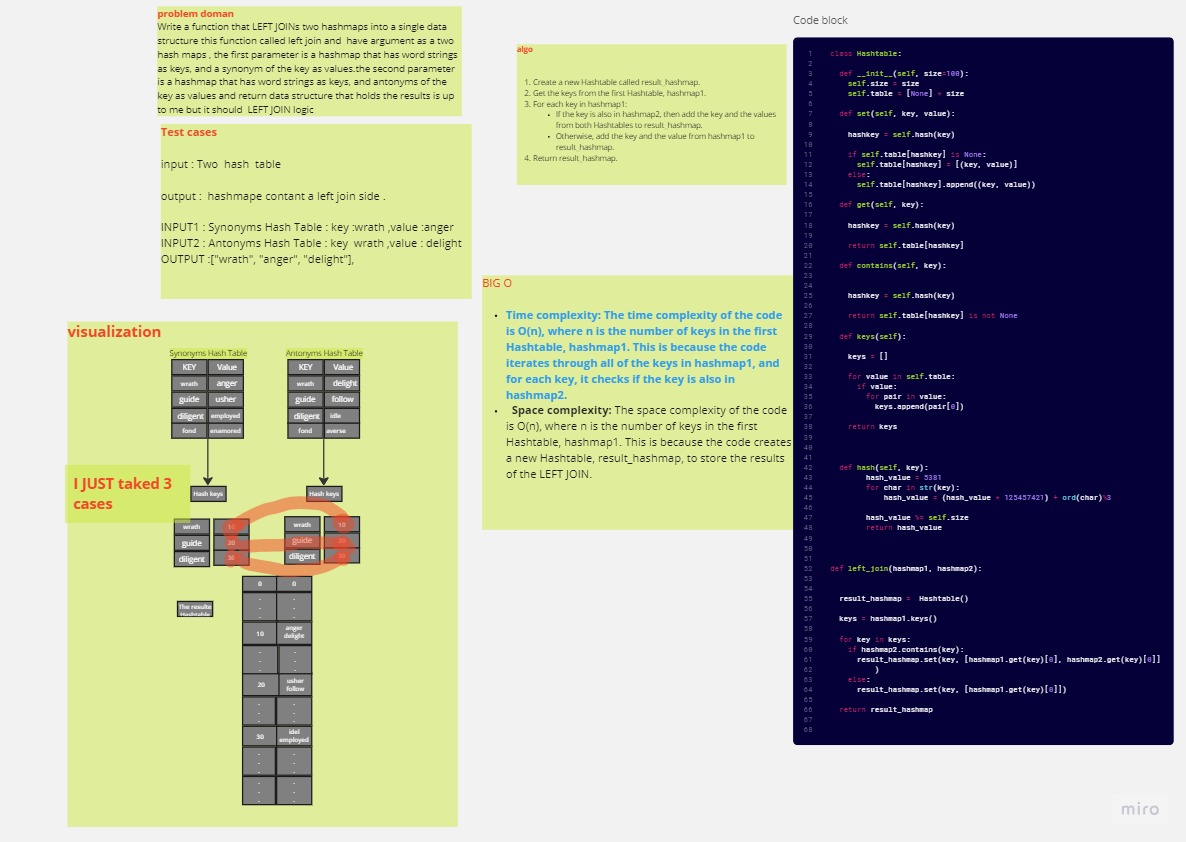 problem doman
Write a function that LEFT JOINs two hashmaps into a single data
structure this function called left join and  have argument as a two
hash maps , the first parameter is a hashmap that has word strings
as keys, and a synonym of the key as values.the second parameter
is a hashmap that has word strings as keys, and antonyms of the
key as values and return data structure that holds the results is up
to me but it should  LEFT JOIN logic
Test cases
input : Two  hash  table
output :  hashmape contant a left join side .
INPUT1 : Synonyms Hash Table : key :wrath ,value :anger
INPUT2 : Antonyms Hash Table : key  wrath ,value : delight
OUTPUT :["wrath", "anger", "delight"],
visualization
Synonyms Hash Table
KEY Value
wrath anger
guide usher
diligent employed
fond enamored
Antonyms Hash Table
KEY Value
wrath delight
guide follow
diligent idle
fond averse
I JUST taked 3
cases
Hash keys
Hash keys
wrath 10
guide 20
diligent 30
wrath 10
guide 20
diligent 30
The resulte
Hashtable
0 0
.
.
.
10 anger
delight
.
.
.
20 usher
follow
.
.
.
30 idel
employed
.
.
.
.
.
.
algo
1. Create a new Hashtable called result_hashmap.
2. Get the keys from the first Hashtable, hashmap1.
3. For each key in hashmap1:
• If the key is also in hashmap2, then add the key and the values
from both Hashtables to result_hashmap.
• Otherwise, add the key and the value from hashmap1 to
result_hashmap.
4. Return result_hashmap.
BIG O
• Time complexity: The time complexity of the code
is O(n), where n is the number of keys in the first
Hashtable, hashmap1. This is because the code
iterates through all of the keys in hashmap1, and
for each key, it checks if the key is also in
hashmap2.
• Space complexity: The space complexity of the code
is O(n), where n is the number of keys in the first
Hashtable, hashmap1. This is because the code creates
a new Hashtable, result_hashmap, to store the results
of the LEFT JOIN.
Code block
1 class Hashtable:
2
3 def __init__(self, size=100):
4 self.size = size
5 self.table = [None] * size
6
7 def set(self, key, value):
8
9 hashkey = self.hash(key)
10
11 if self.table[hashkey] is None:
12 self.table[hashkey] = [(key, value)]
13 else:
14 self.table[hashkey].append((key, value))
15
16 def get(self, key):
17
18 hashkey = self.hash(key)
19
20 return self.table[hashkey]
21
22 def contains(self, key):
23
24
25 hashkey = self.hash(key)
26
27 return self.table[hashkey] is not None
28
29 def keys(self):
30
31 keys = []
32
33 for value in self.table:
34 if value:
35 for pair in value:
36 keys.append(pair[0])
37
38 return keys
39
40
41
42 def hash(self, key):
43 hash_value = 5381
44 for char in str(key):
45 hash_value = (hash_value + 125457421) + ord(char)%3
46
47 hash_value %= self.size
48 return hash_value
49
50
51
52 def left_join(hashmap1, hashmap2):
53
54
55 result_hashmap =  Hashtable()
56
57 keys = hashmap1.keys()
58
59 for key in keys:
60 if hashmap2.contains(key):
61 result_hashmap.set(key, [hashmap1.get(key)[0], hashmap2.get(key)[0]]
62 )
63 else:
64 result_hashmap.set(key, [hashmap1.get(key)[0]])
65
66 return result_hashmap
67
68
miro